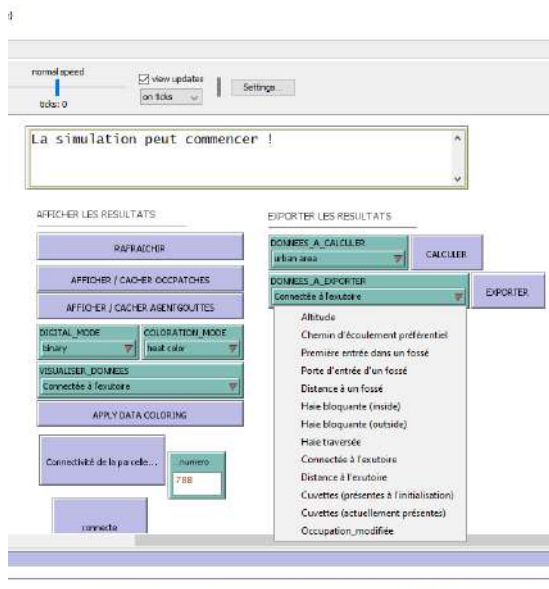 normal speed
ticks: 0
view updates
on ticks
Settings...
La simulation peut commencer !
AFFICHER LES RESULTATS
RAFRAICHIR
AFFICHER / CACHER OCCPATCHES
AFFICHER / CACHER AGENTGOUTTES
DIGITAL_MODE
binary
COLORATION_MODE
heat color
VISUALISER_DONNEES
Connectée à l'exutoire
APPLY DATA COLORING
Connectivité de la parcelle...
...numero
788
connecte
EXPORTER LES RESULTATS
DONNEES_A_CALCULER
urban area
CALCULER
DONNEES_A_EXPORTER
Connectée à l'exutoire
EXPORTER
Altitude
Chemin d'écoulement préférentiel
Première entrée dans un fossé
Porte d'entrée d'un fossé
Distance à un fossé
Haie bloquante (inside)
Haie bloquante (outside)
Haie traversée
Connectée à l'exutoire
Distance à l'exutoire
Cuvettes (présentes à l'initialisation)
Cuvettes (actuellement présentes)
Occupation_modifiée